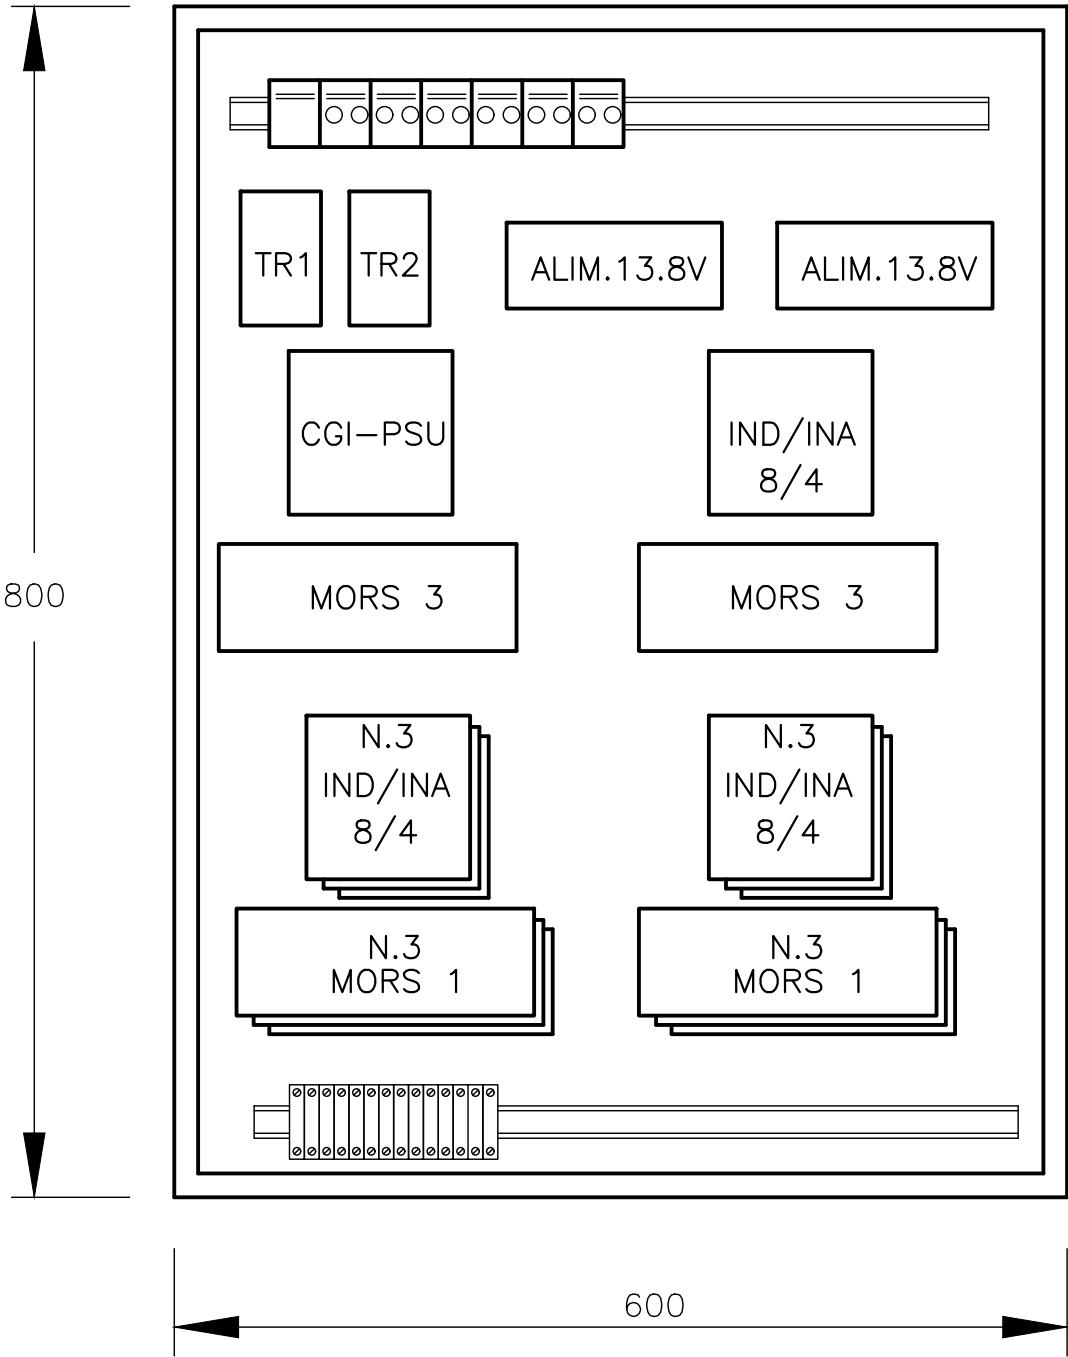 TR1
TR2
ALIM.13.8V
ALIM.13.8V
CGI-PSU
IND/INA
8/4
800
MORS 3
MORS 3
N.3
IND/INA
8/4
N.3
IND/INA
8/4
N.3
MORS 1
N.3
MORS 1
600